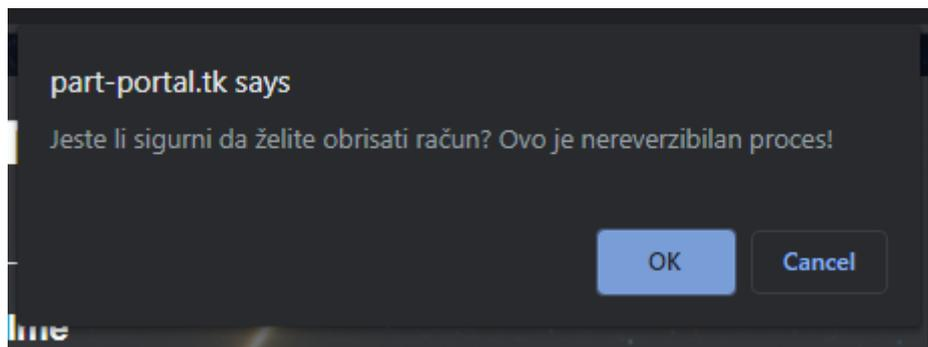 part-portal.tk says
Jeste li sigurni da želite obrisati račun? Ovo je nereverzibilan proces!
OK
Cancel